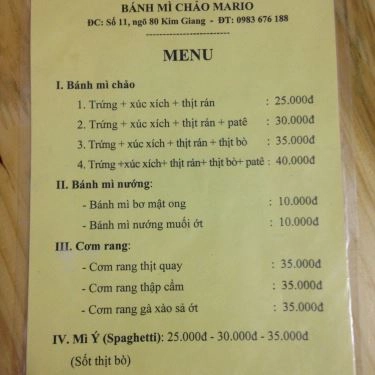 BÁNH MÌ CHẢO MARIO
ĐC: Số 11, ngõ 80 Kim Giang - ĐT: 0983 676 188
--------------------------
MENU
I. Bánh mì chảo
1. Trứng + xúc xích + thịt rán : 25.000đ
2. Trứng + xúc xích + thịt rán + patê : 30.000đ
3. Trứng + xúc xích+ thịt rán + thịt bò : 35.000đ
4. Trứng +xúc xích+ thịt rán+ thịt bò+ patê : 40.000đ
II. Bánh mì nướng:
- Bánh mì bơ mật ong : 10.000đ
- Bánh mì nướng muối ớt : 10.000đ
III. Cơm rang:
- Cơm rang thịt quay : 35.000đ
- Cơm rang thập cẩm : 35.000đ
- Cơm rang gà xào sả ớt : 35.000đ
IV. Mì Ý (Spaghetti): 25.000đ - 30.000đ - 35.000đ
(Sốt thịt bò)